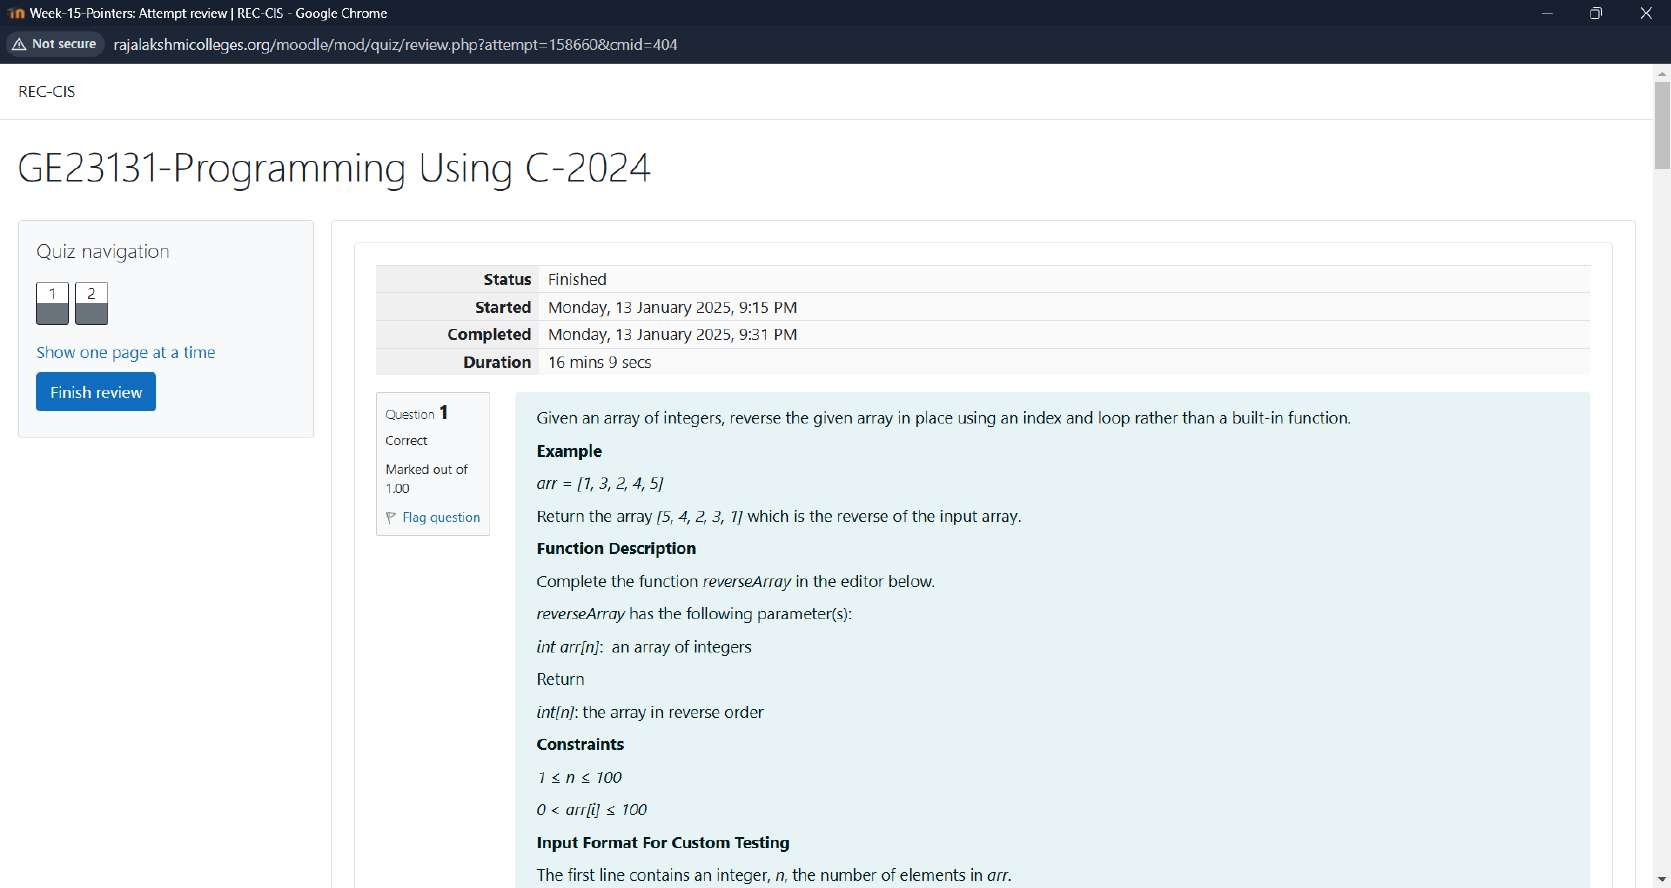 Week-15-Pointers: Attempt review | REC-CIS - Google Chrome
Not secure rajalakshmicolleges.org/moodle/mod/quiz/review.php?attempt=158660&cmid=404
REC-CIS
GE23131-Programming Using C-2024
Quiz navigation
1 2
Show one page at a time
Finish review
Status Finished
Started Monday, 13 January 2025, 9:15 PM
Completed Monday, 13 January 2025, 9:31 PM
Duration 16 mins 9 secs
Question 1
Correct
Marked out of
1.00
Flag question
Given an array of integers, reverse the given array in place using an index and loop rather than a built-in function.
Example
arr = [1, 3, 2, 4, 5]
Return the array [5, 4, 2, 3, 1] which is the reverse of the input array.
Function Description
Complete the function reverseArray in the editor below.
reverseArray has the following parameter(s):
int arr[n]: an array of integers
Return
int[n]: the array in reverse order
Constraints
1 ≤ n ≤ 100
0 < arr[i] ≤ 100
Input Format For Custom Testing
The first line contains an integer, n, the number of elements in arr.